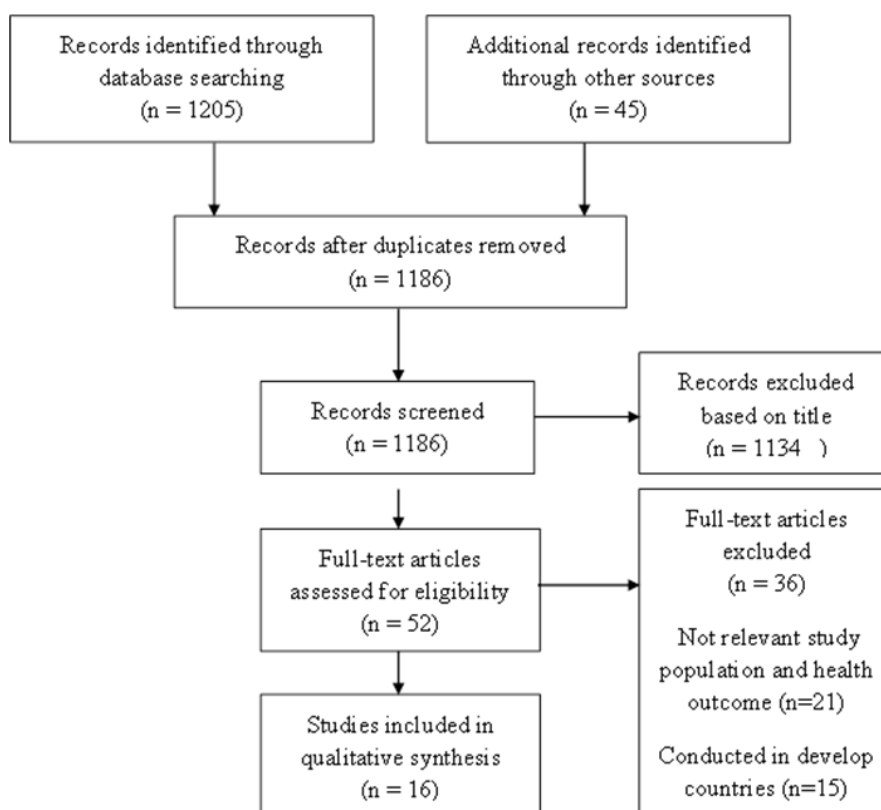 Records identified through
database searching
(n = 1205)
Additional records identified
through other sources
(n = 45)
Records after duplicates removed
(n = 1186)
Records screened
(n = 1186)
Records excluded
based on title
(n = 1134 )
Full-text articles
assessed for eligibility
(n = 52)
Full-text articles
excluded
(n = 36)
Not relevant study
population and health
outcome (n=21)
Conducted in develop
countries (n=15)
Studies included in
qualitative synthesis
(n = 16)